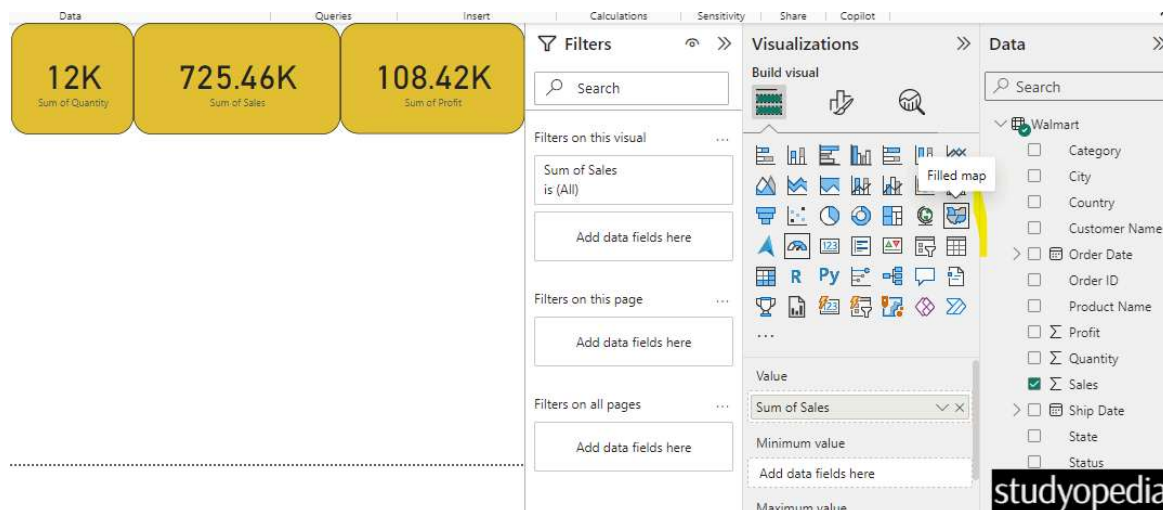 Data Queries Insert Calculations Sensitivity Share Copilot
12K
Sum of Quantity
725.46K
Sum of Sales
108.42K
Sum of Profit
Filters
Search
Filters on this visual ...
Sum of Sales
is (All)
Add data fields here
Filters on this page ...
Add data fields here
Filters on all pages ...
Add data fields here
Visualizations
Build visual
Filled map
123
R Py
123
...
Value
Sum of Sales
Minimum value
Add data fields here
Maximum value
Data
Search
Walmart
Category
City
Country
Customer Name
Order Date
Order ID
Product Name
Σ Profit
Σ Quantity
Σ Sales
Ship Date
State
Status
studyopedia